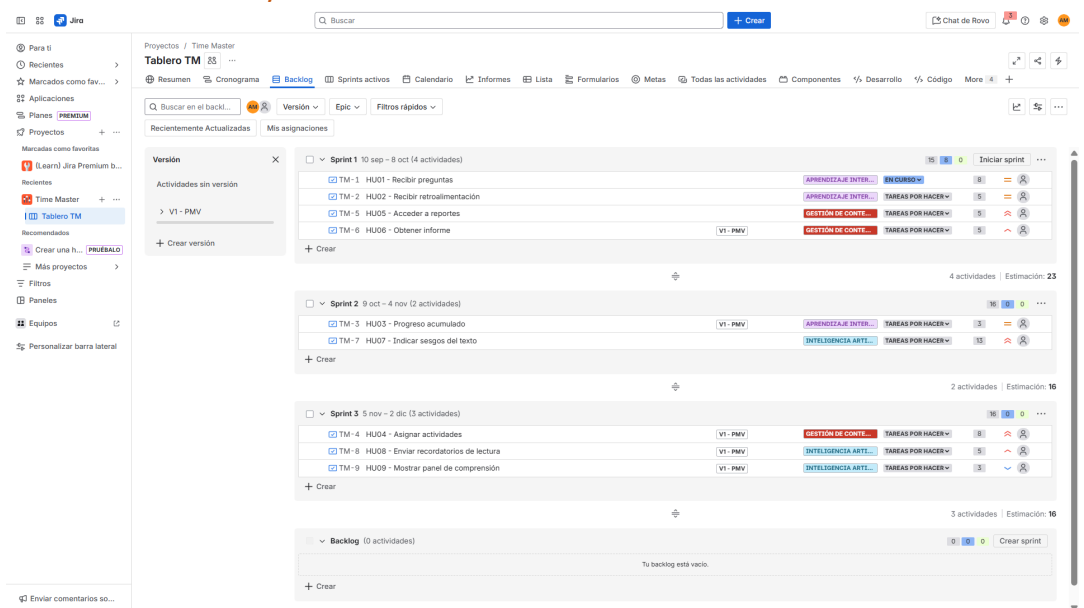 Jira
Buscar
+ Crear
Chat de Rovo
3
AM
Para ti
Recientes
Marcados como fav...
Aplicaciones
Planes PREMIUM
Proyectos
Marcadas como favoritas
(Learn) Jira Premium b...
Recientes
Time Master
Tablero TM
Recomendados
Crear una h... PRUÉBALO
Más proyectos
Filtros
Paneles
Equipos
Personalizar barra lateral
Enviar comentarios so...
Proyectos / Time Master
Tablero TM
Resumen Cronograma Backlog Sprints activos Calendario Informes Lista Formularios Metas Todas las actividades Componentes Desarrollo Código More 4 +
Buscar en el backl... AM Versión Epic Filtros rápidos
Recientemente Actualizadas Mis asignaciones
Versión
Actividades sin versión
V1 - PMV
+ Crear versión
Sprint 1 10 sep – 8 oct (4 actividades) 15 8 0 Iniciar sprint
TM-1 HU01 - Recibir preguntas APRENDIZAJE INTER... EN CURSO 8
TM-2 HU02 - Recibir retroalimentación APRENDIZAJE INTER... TAREAS POR HACER 5
TM-5 HU05 - Acceder a reportes GESTIÓN DE CONTE... TAREAS POR HACER 5
TM-6 HU06 - Obtener informe V1 - PMV GESTIÓN DE CONTE... TAREAS POR HACER 5
+ Crear
4 actividades | Estimación: 23
Sprint 2 9 oct – 4 nov (2 actividades) 16 0 0
TM-3 HU03 - Progreso acumulado V1 - PMV APRENDIZAJE INTER... TAREAS POR HACER 3
TM-7 HU07 - Indicar sesgos del texto INTELIGENCIA ARTI... TAREAS POR HACER 13
+ Crear
2 actividades | Estimación: 16
Sprint 3 5 nov – 2 dic (3 actividades) 16 0 0
TM-4 HU04 - Asignar actividades V1 - PMV GESTIÓN DE CONTE... TAREAS POR HACER 8
TM-8 HU08 - Enviar recordatorios de lectura V1 - PMV INTELIGENCIA ARTI... TAREAS POR HACER 5
TM-9 HU09 - Mostrar panel de comprensión V1 - PMV INTELIGENCIA ARTI... TAREAS POR HACER 3
+ Crear
3 actividades | Estimación: 16
Backlog (0 actividades) 0 0 0 Crear sprint
Tu backlog está vacío.
+ Crear